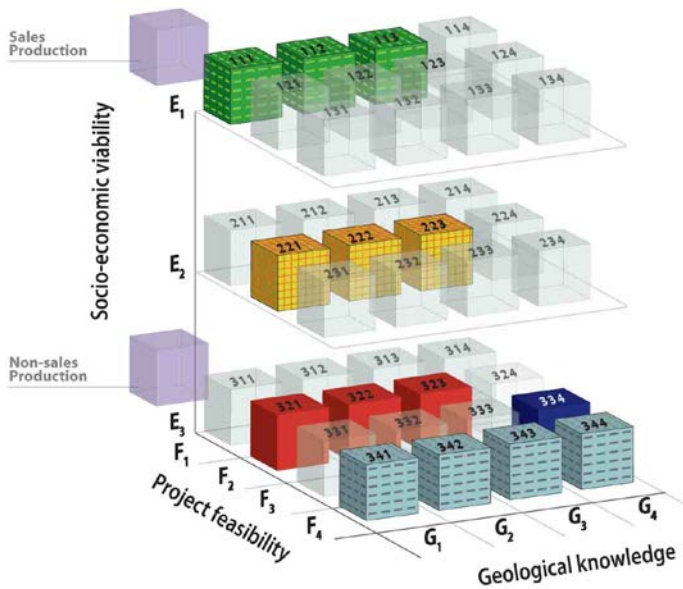 Sales
Production
Socio-economic viability
E1
111
112
113
114
121
122
123
124
131
132
133
134
E2
211
212
213
214
221
222
223
224
231
232
233
234
Non-sales
Production
E3
311
312
313
314
321
322
323
324
331
332
333
334
341
342
343
344
F1
F2
F3
F4
Project feasibility
G1
G2
G3
G4
Geological knowledge